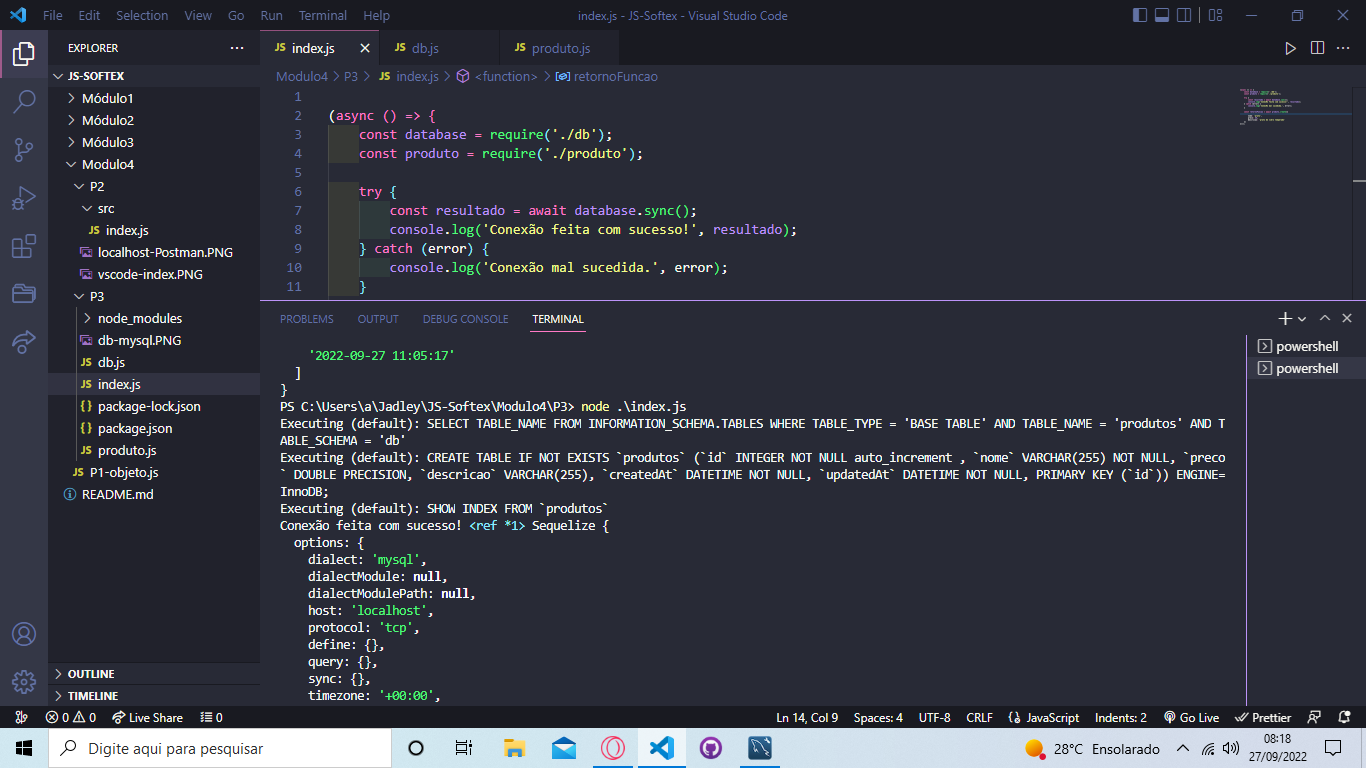 File Edit Selection View Go Run Terminal Help
index.js - JS-Softex - Visual Studio Code
EXPLORER
JS-SOFTEX
Módulo1
Módulo2
Módulo3
Modulo4
P2
src
JS index.js
localhost-Postman.PNG
vscode-index.PNG
P3
node_modules
db-mysql.PNG
JS db.js
JS index.js
{} package-lock.json
{} package.json
JS produto.js
JS P1-objeto.js
README.md
OUTLINE
TIMELINE
JS index.js
JS db.js
JS produto.js
Modulo4 > P3 > JS index.js > <function> > retornoFuncao
1
2 (async () => {
3 const database = require('./db');
4 const produto = require('./produto');
5
6 try {
7 const resultado = await database.sync();
8 console.log('Conexão feita com sucesso!', resultado);
9 } catch (error) {
10 console.log('Conexão mal sucedida.', error);
11 }
PROBLEMS OUTPUT DEBUG CONSOLE TERMINAL
powershell
powershell
'2022-09-27 11:05:17'
]
}
PS C:\Users\a\Jadley\JS-Softex\Modulo4\P3> node .\index.js
Executing (default): SELECT TABLE_NAME FROM INFORMATION_SCHEMA.TABLES WHERE TABLE_TYPE = 'BASE TABLE' AND TABLE_NAME = 'produtos' AND T
ABLE_SCHEMA = 'db'
Executing (default): CREATE TABLE IF NOT EXISTS `produtos` (`id` INTEGER NOT NULL auto_increment , `nome` VARCHAR(255) NOT NULL, `preco
` DOUBLE PRECISION, `descricao` VARCHAR(255), `createdAt` DATETIME NOT NULL, `updatedAt` DATETIME NOT NULL, PRIMARY KEY (`id`)) ENGINE=
InnoDB;
Executing (default): SHOW INDEX FROM `produtos`
Conexão feita com sucesso! <ref *1> Sequelize {
options: {
dialect: 'mysql',
dialectModule: null,
dialectModulePath: null,
host: 'localhost',
protocol: 'tcp',
define: {},
query: {},
sync: {},
timezone: '+00:00',
0 0 Live Share 0
Ln 14, Col 9 Spaces: 4 UTF-8 CRLF {} JavaScript Indents: 2 Go Live Prettier
Digite aqui para pesquisar
28°C Ensolarado
08:18
27/09/2022